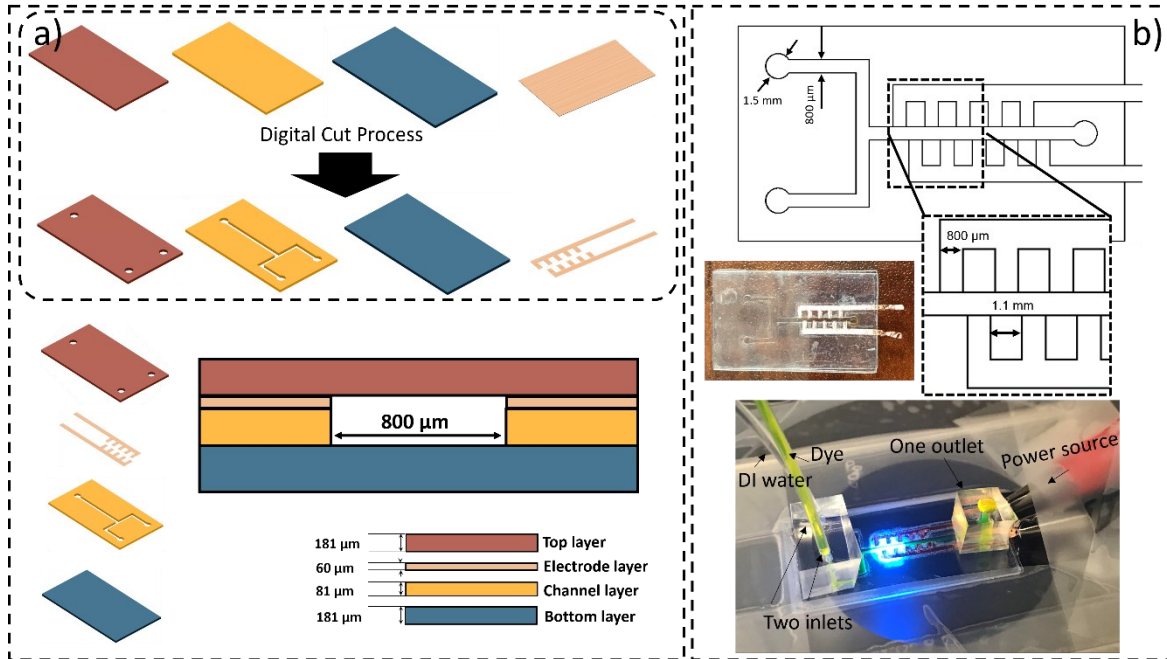 a)
Digital Cut Process
800 µm
181 µm
Top layer
60 µm
Electrode layer
81 µm
Channel layer
181 µm
Bottom layer
b)
1.5 mm
800 µm
800 µm
1.1 mm
Dye
DI water
One outlet
Power source
Two inlets